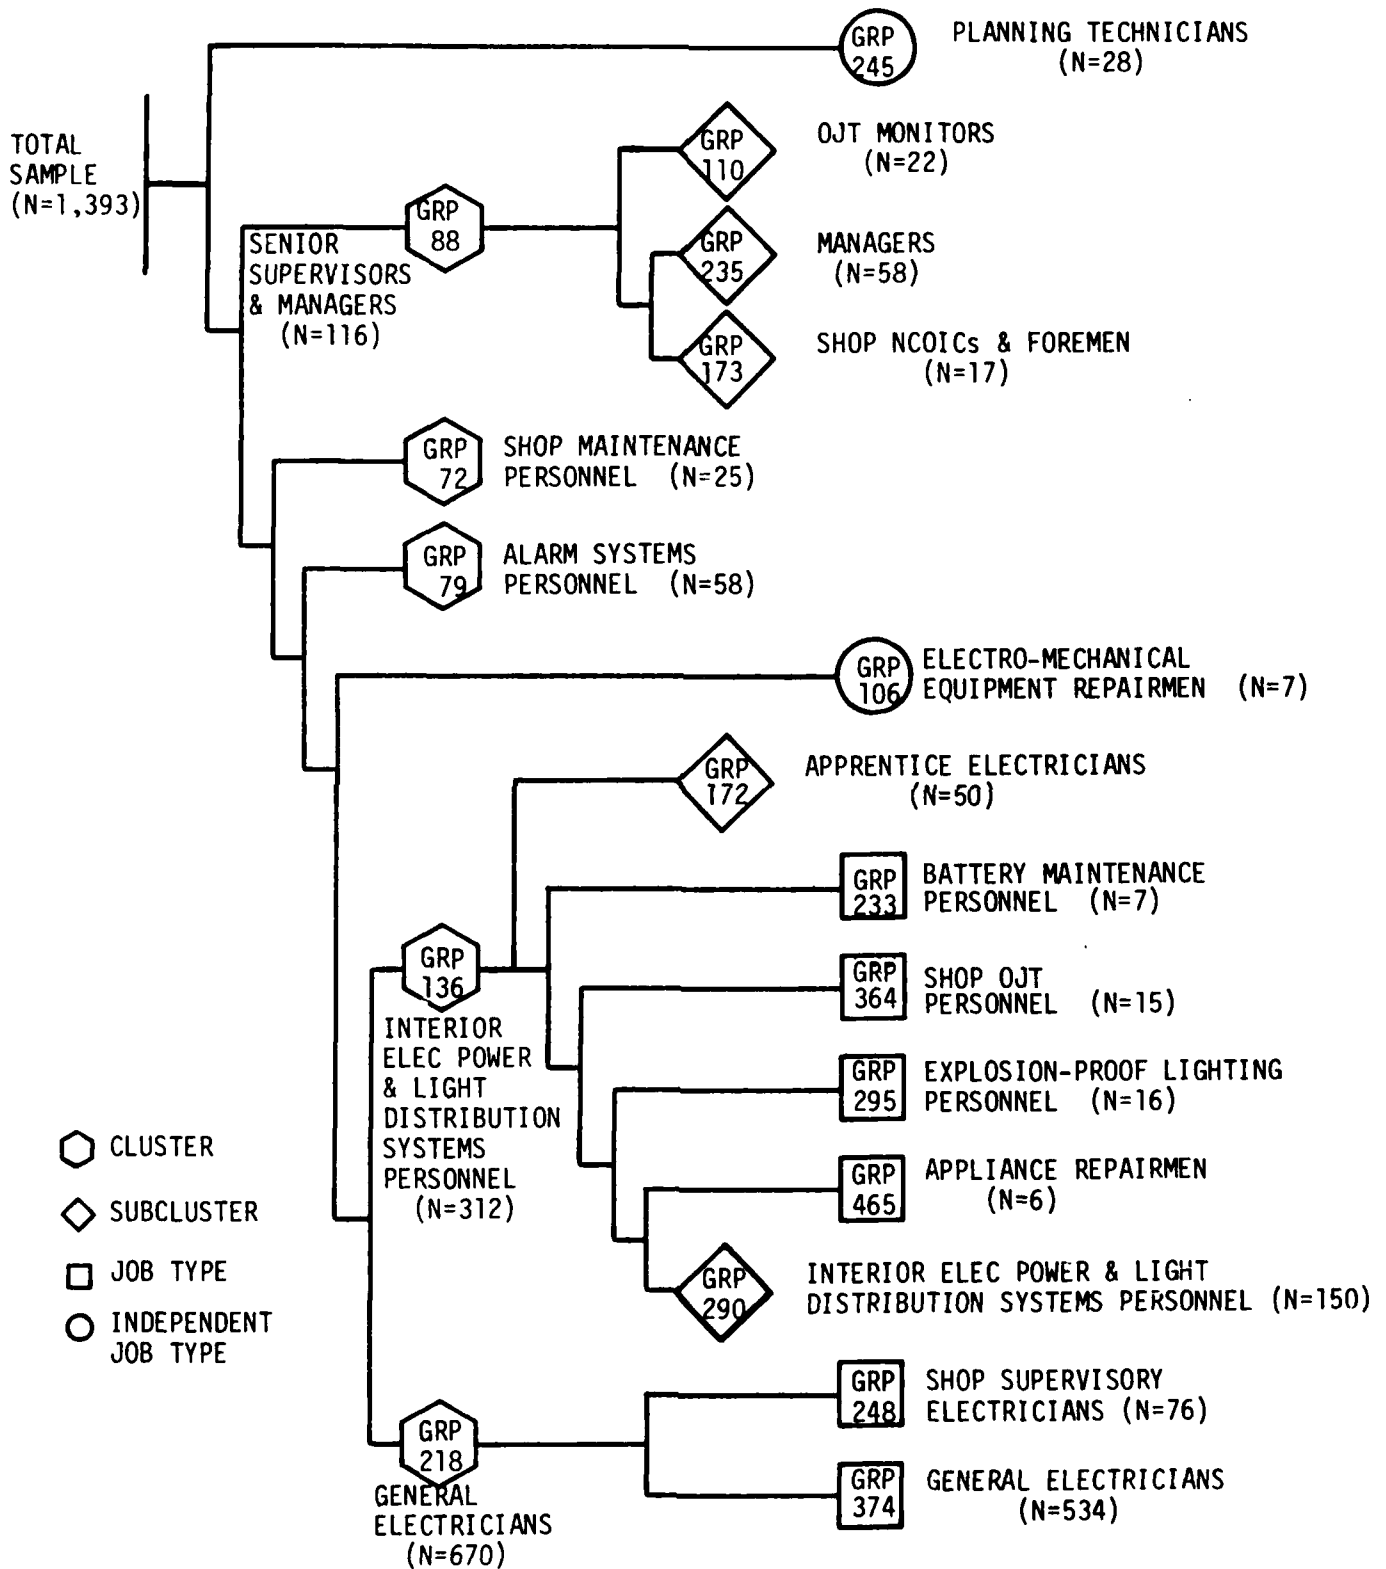 GRP
245
PLANNING TECHNICIANS
(N=28)
TOTAL
SAMPLE
(N=1,393)
GRP
110
OJT MONITORS
(N=22)
GRP
88
SENIOR
SUPERVISORS
& MANAGERS
(N=116)
GRP
235
MANAGERS
(N=58)
GRP
173
SHOP NCOICs & FOREMEN
(N=17)
GRP
72
SHOP MAINTENANCE
PERSONNEL (N=25)
GRP
79
ALARM SYSTEMS
PERSONNEL (N=58)
GRP
106
ELECTRO-MECHANICAL
EQUIPMENT REPAIRMEN (N=7)
GRP
172
APPRENTICE ELECTRICIANS
(N=50)
GRP
233
BATTERY MAINTENANCE
PERSONNEL (N=7)
GRP
136
INTERIOR
ELEC POWER
& LIGHT
DISTRIBUTION
SYSTEMS
PERSONNEL
(N=312)
GRP
364
SHOP OJT
PERSONNEL (N=15)
GRP
295
EXPLOSION-PROOF LIGHTING
PERSONNEL (N=16)
GRP
465
APPLIANCE REPAIRMEN
(N=6)
GRP
290
INTERIOR ELEC POWER & LIGHT
DISTRIBUTION SYSTEMS PERSONNEL (N=150)
CLUSTER
SUBCLUSTER
JOB TYPE
INDEPENDENT
JOB TYPE
GRP
248
SHOP SUPERVISORY
ELECTRICIANS (N=76)
GRP
218
GENERAL
ELECTRICIANS
(N=670)
GRP
374
GENERAL ELECTRICIANS
(N=534)